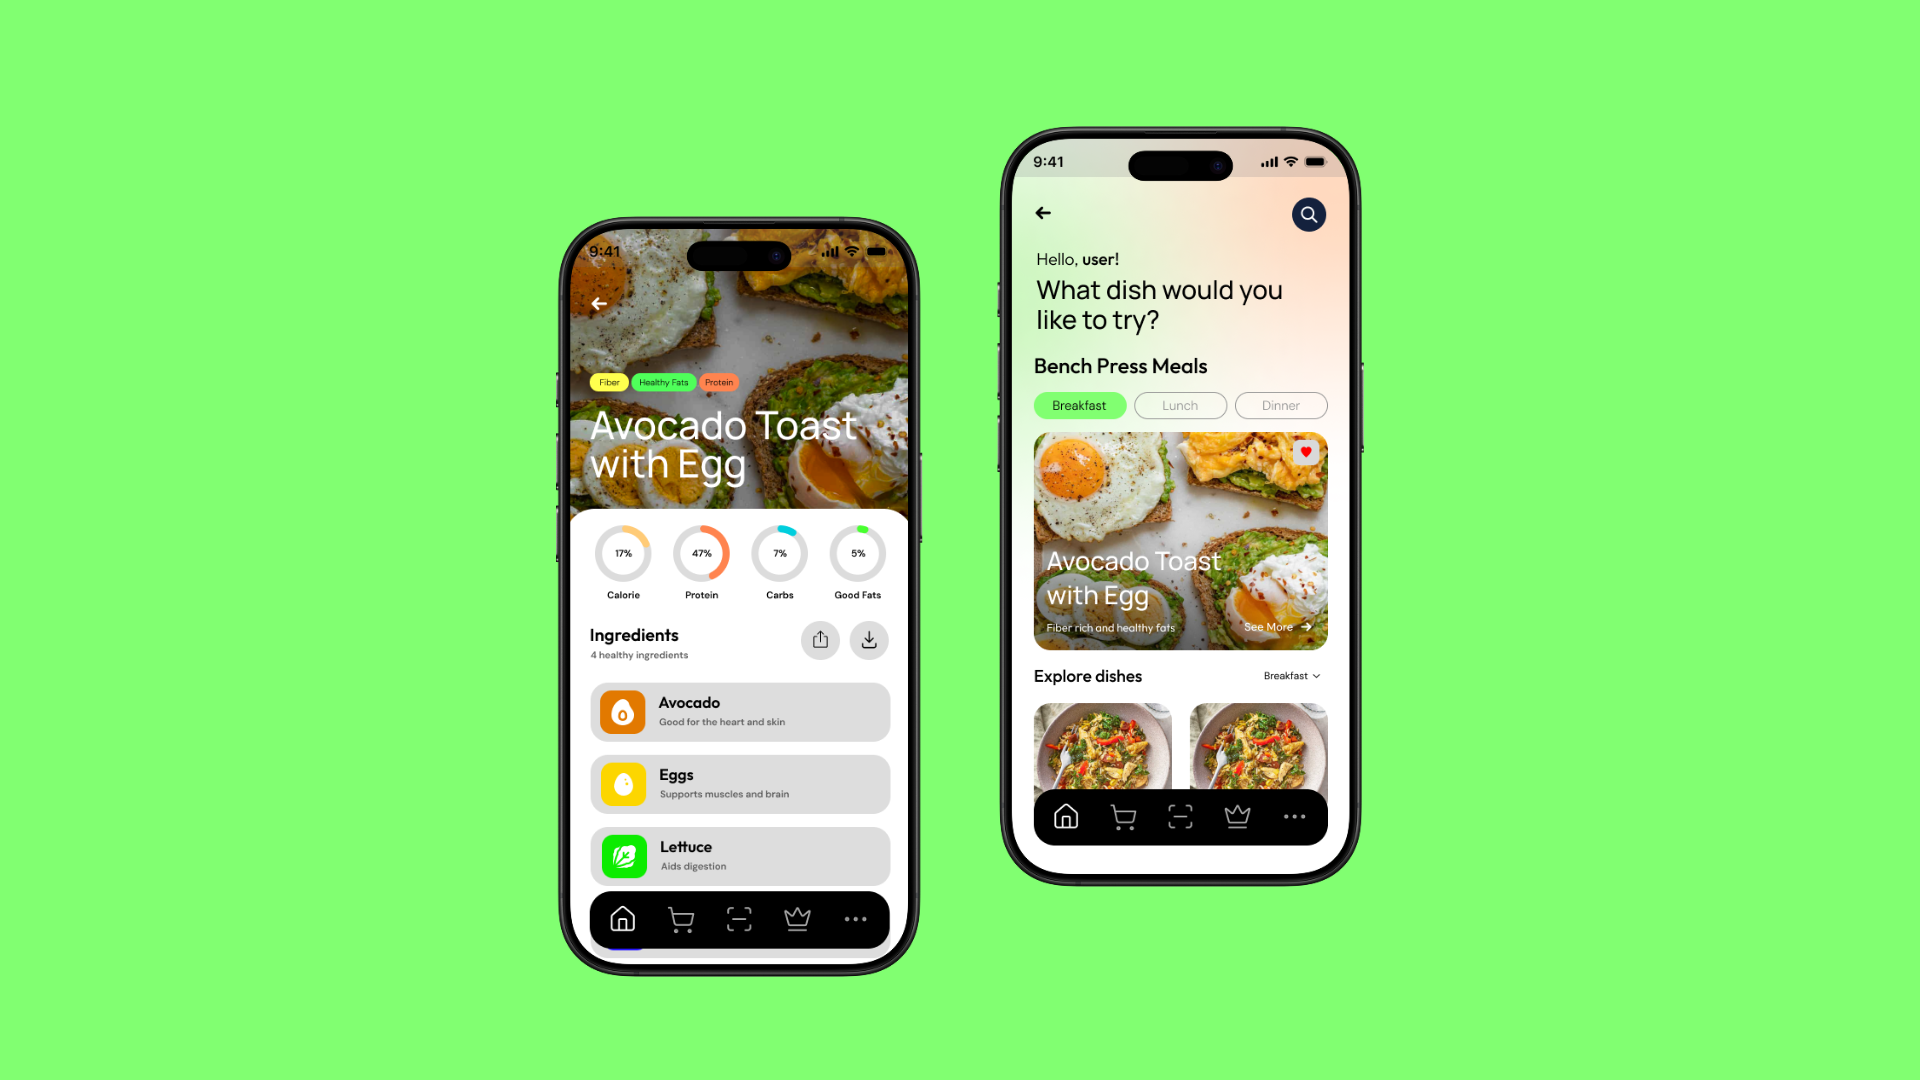 9:41
Fiber
Healthy Fats
Protein
Avocado Toast
with Egg
17%
47%
7%
5%
Calorie
Protein
Carbs
Good Fats
Ingredients
4 healthy ingredients
Avocado
Good for the heart and skin
Eggs
Supports muscles and brain
Lettuce
Aids digestion
9:41
Hello, user!
What dish would you
like to try?
Bench Press Meals
Breakfast
Lunch
Dinner
Avocado Toast
with Egg
Fiber rich and healthy fats
See More
Explore dishes
Breakfast